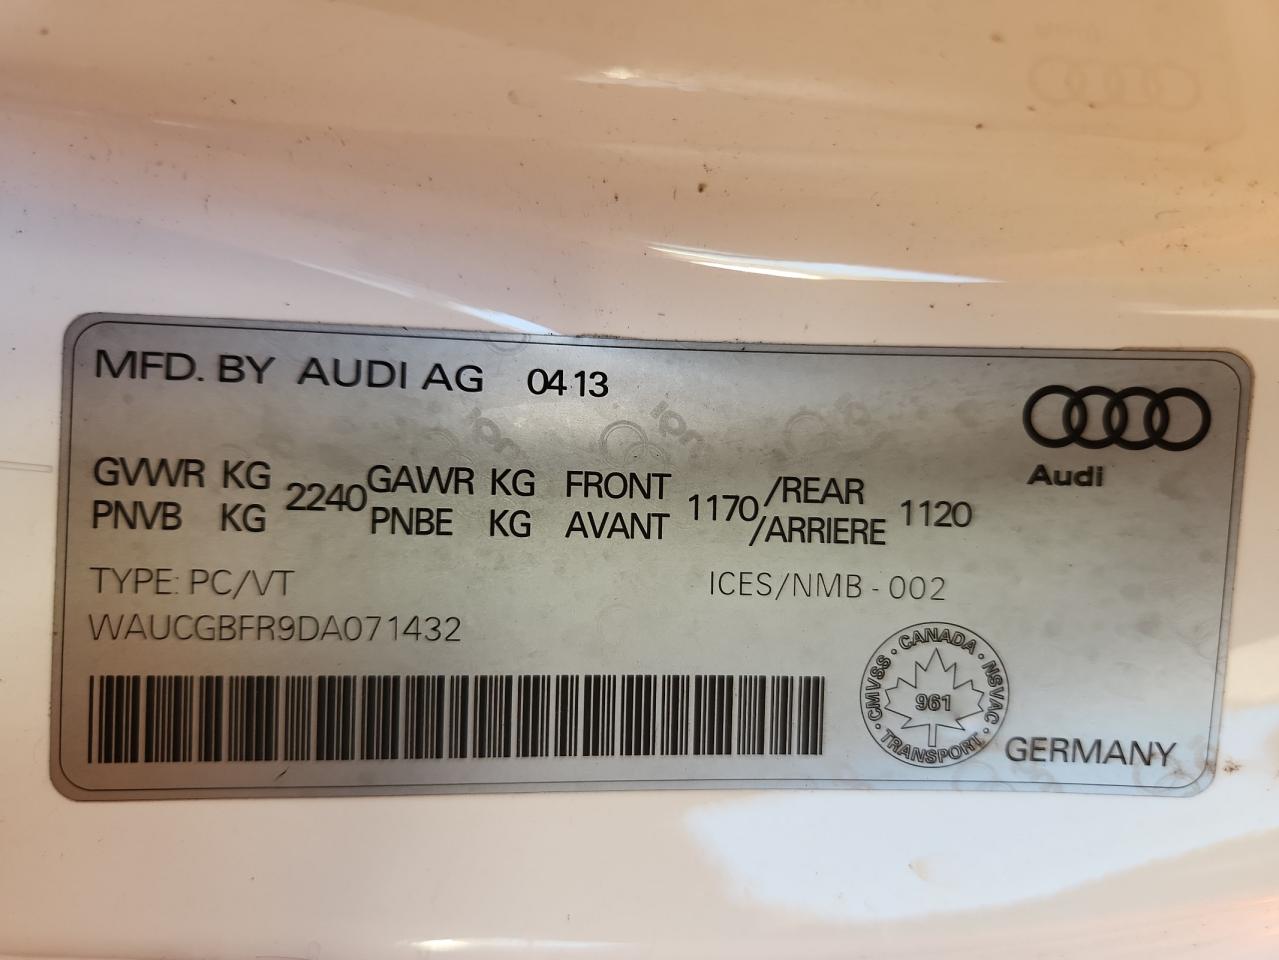 MFD. BY AUDI AG 04 13
Audi
GVWR KG 2240 GAWR KG FRONT 1170 /REAR 1120
PNVB KG PNBE KG AVANT /ARRIERE
TYPE: PC/VT ICES/NMB - 002
WAUCGBFR9DA071432
· CANADA · NSVAC · TRANSPORT · CMVSS
961
GERMANY